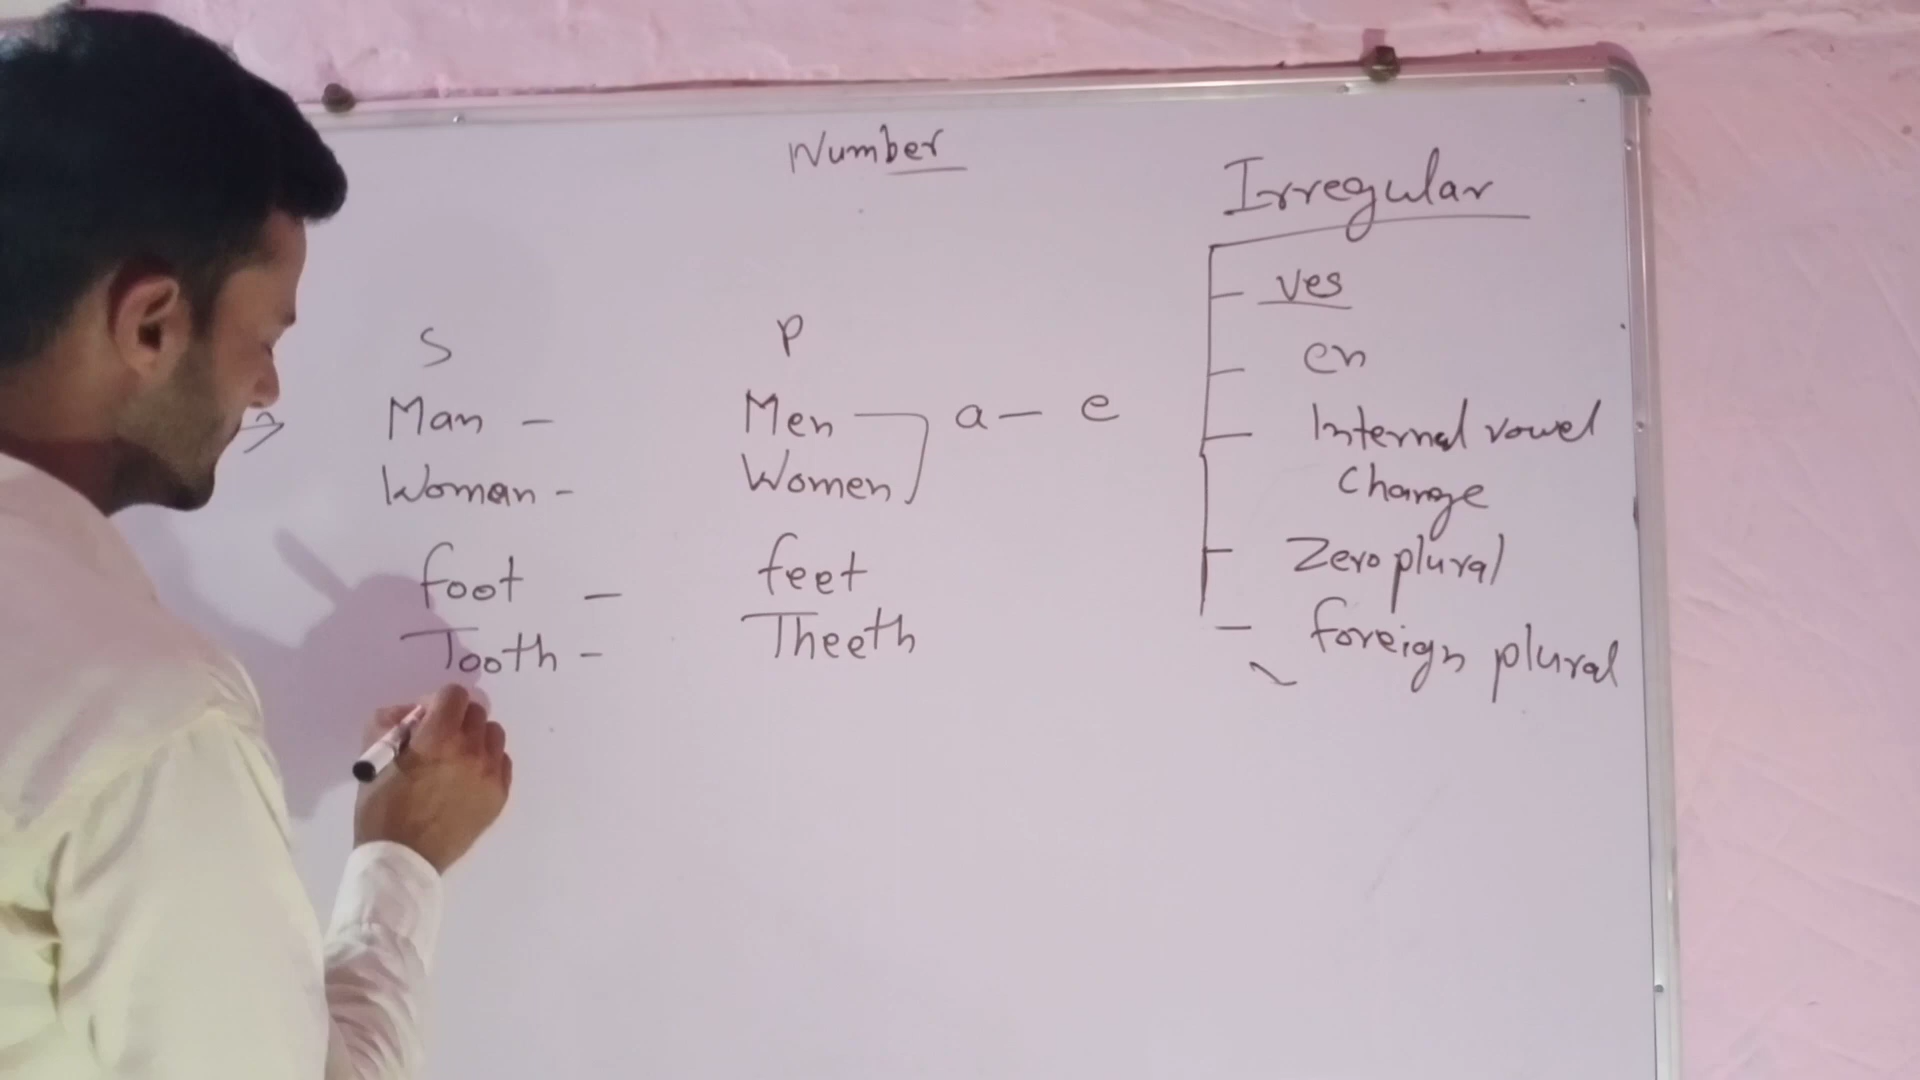 Number
Irregular
ves
en
Internal vowel
Change
Zero plural
foreign plural
S P
Man - Men a - e
Woman - Women
foot - feet
Tooth - Theeth